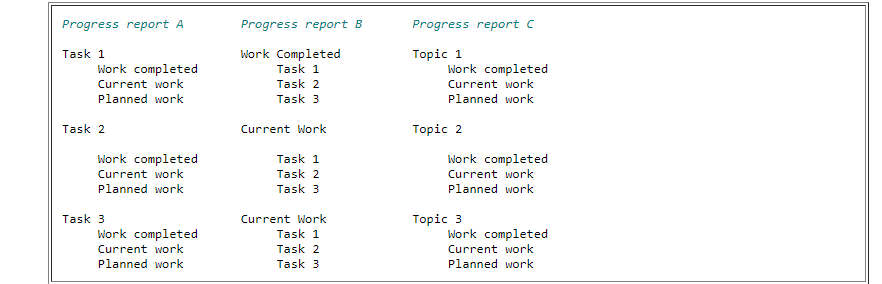 Progress report A Progress report B Progress report C
Task 1 Work Completed Topic 1
Work completed Task 1 Work completed
Current work Task 2 Current work
Planned work Task 3 Planned work
Task 2 Current Work Topic 2
Work completed Task 1 Work completed
Current work Task 2 Current work
Planned work Task 3 Planned work
Task 3 Current Work Topic 3
Work completed Task 1 Work completed
Current work Task 2 Current work
Planned work Task 3 Planned work